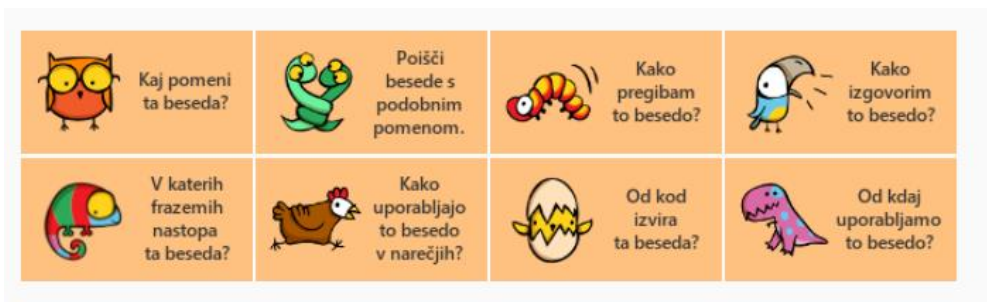 Kaj pomeni
ta beseda?
Poišči
besede s
podobnim
pomenom.
Kako
pregibam
to besedo?
Kako
izgovorim
to besedo?
V katerih
frazemih
nastopa
ta beseda?
Kako
uporabljajo
to besedo
v narečjih?
Od kod
izvira
ta beseda?
Od kdaj
uporabljamo
to besedo?